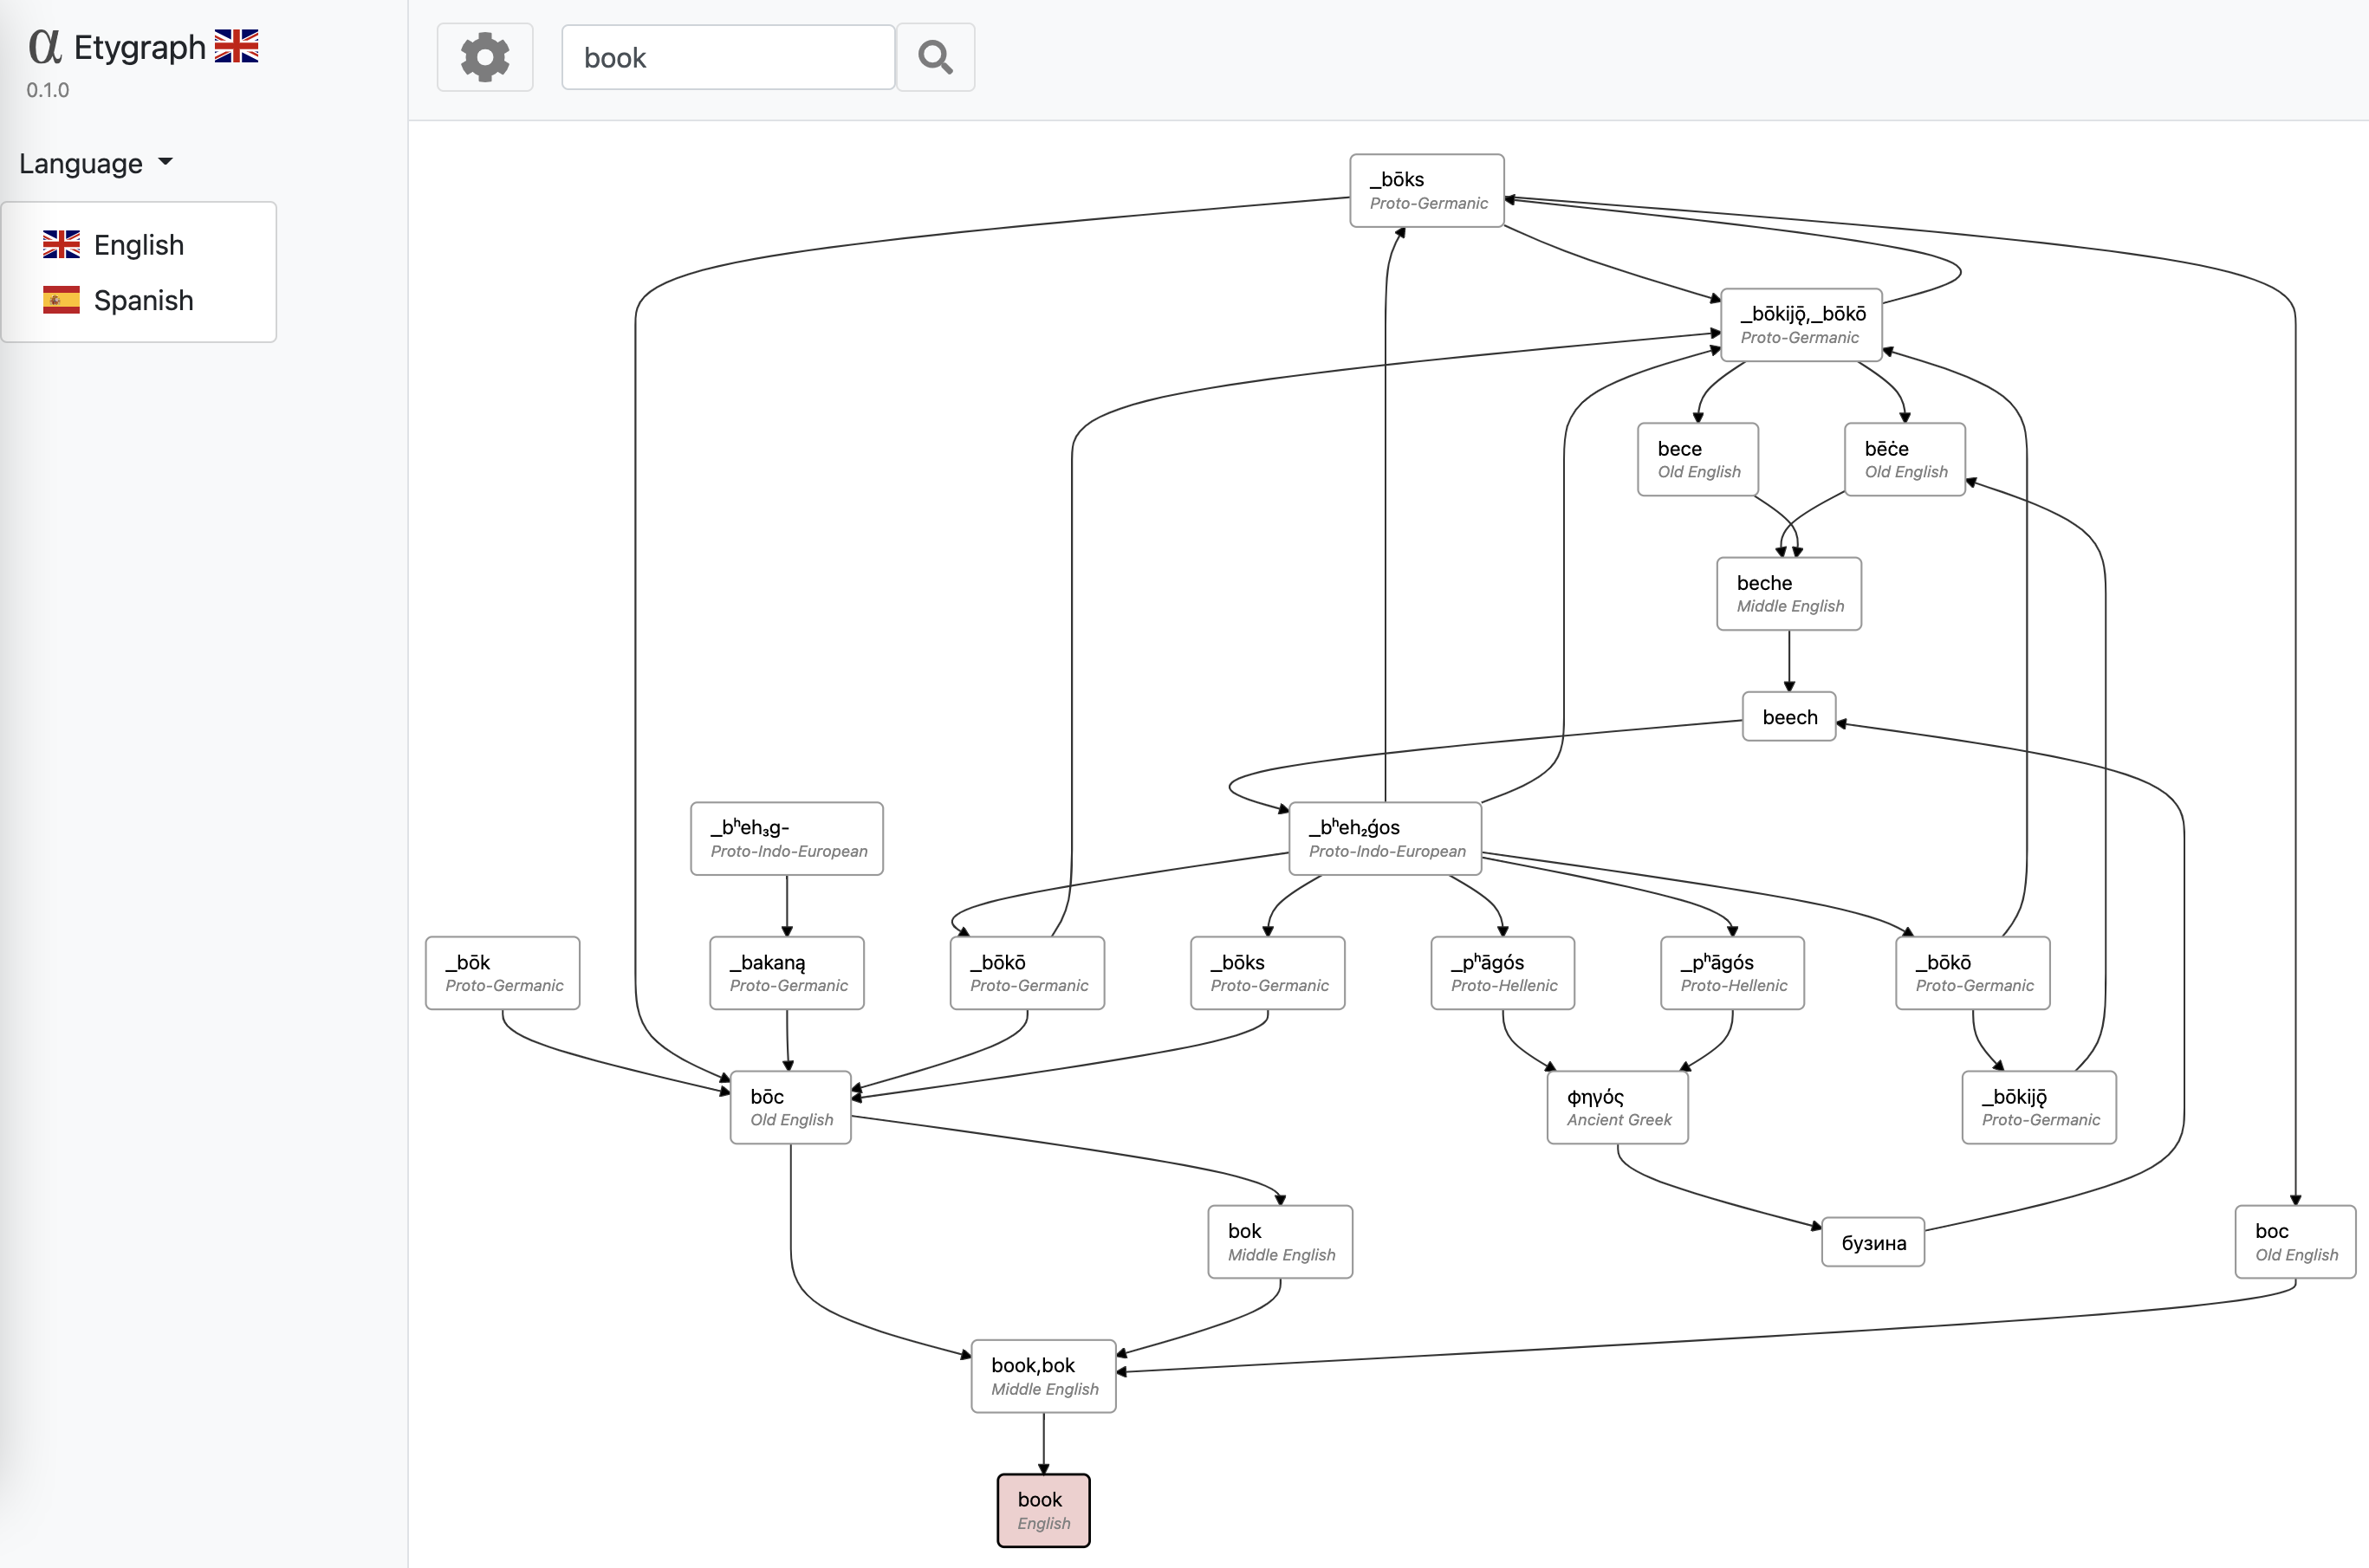 α Etygraph
0.1.0
book
Language
English
Spanish
_bōks
Proto-Germanic
_bōkijǭ,_bōkō
Proto-Germanic
bece
Old English
bēċe
Old English
beche
Middle English
beech
_bʰeh₃g-
Proto-Indo-European
_bʰeh₂ǵos
Proto-Indo-European
_bōk
Proto-Germanic
_bakaną
Proto-Germanic
_bōkō
Proto-Germanic
_bōks
Proto-Germanic
_pʰāgós
Proto-Hellenic
_pʰāgós
Proto-Hellenic
_bōkō
Proto-Germanic
bōc
Old English
φηγός
Ancient Greek
_bōkijǭ
Proto-Germanic
bok
Middle English
бузина
boc
Old English
book,bok
Middle English
book
English